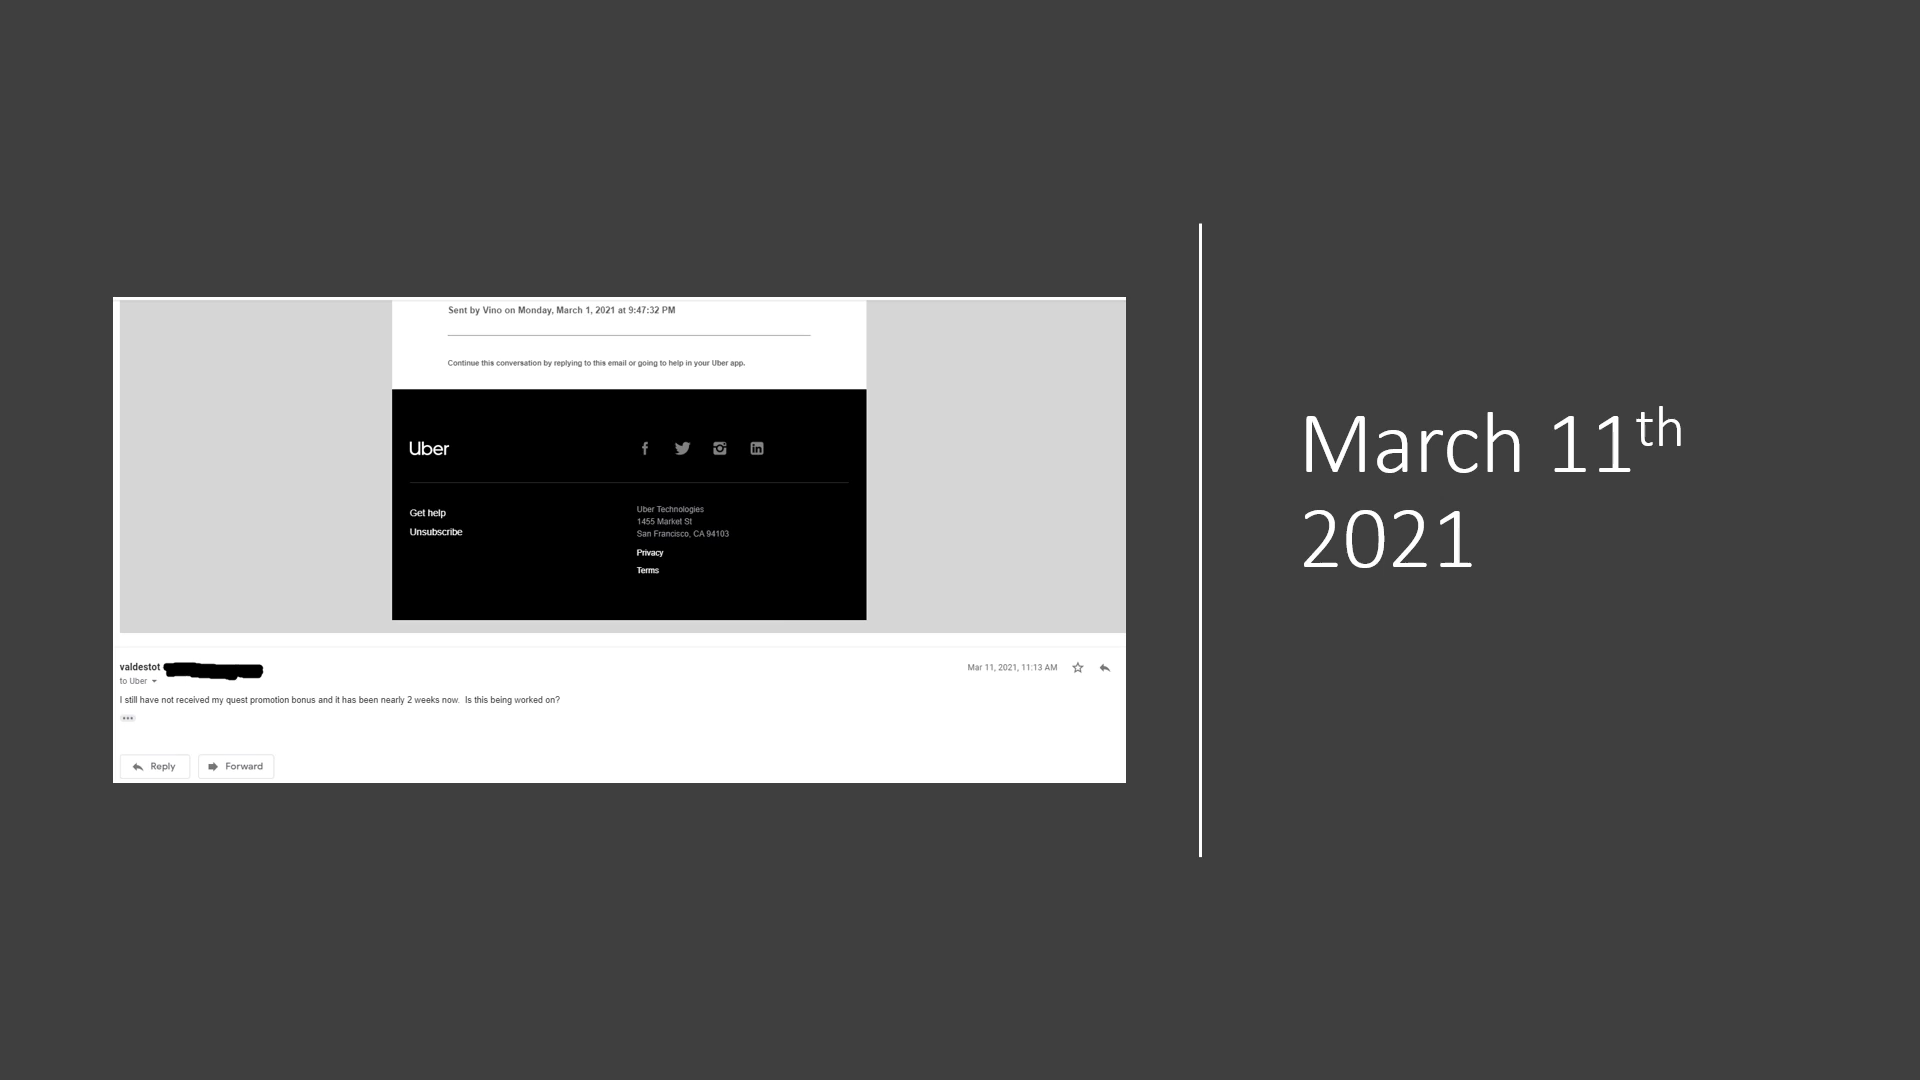 Sent by Vino on Monday, March 1, 2021 at 9:47:32 PM
Continue this conversation by replying to this email or going to help in your Uber app.
Uber
Get help
Unsubscribe
Uber Technologies
1455 Market St
San Francisco, CA 94103
Privacy
Terms
valdestot
Mar 11, 2021, 11:13 AM
to Uber
I still have not received my quest promotion bonus and it has been nearly 2 weeks now.  Is this being worked on?
Reply
Forward
March 11th
2021